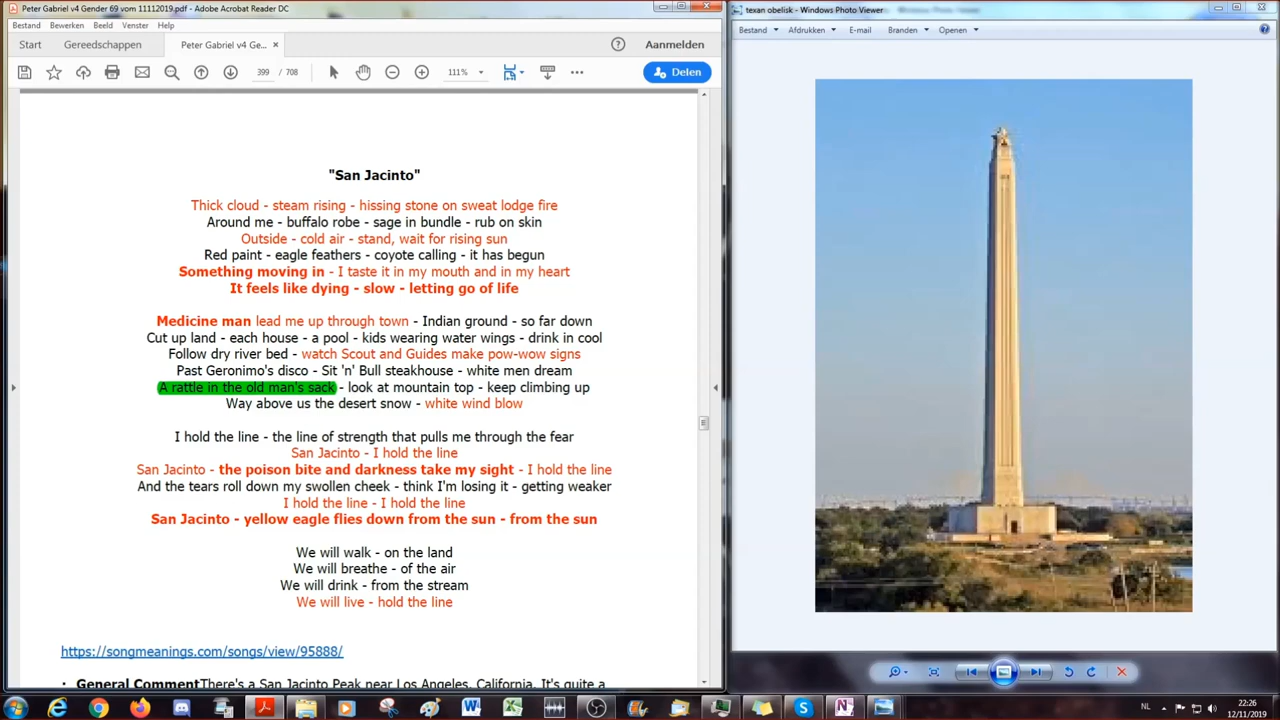 Peter Gabriel v4 Gender 69 vom 11112019.pdf - Adobe Acrobat Reader DC
Bestand Bewerken Beeld Venster Help
Start Gereedschappen Peter Gabriel v4 Ge... × Aanmelden
399 / 708 111% Delen
"San Jacinto"
Thick cloud - steam rising - hissing stone on sweat lodge fire
Around me - buffalo robe - sage in bundle - rub on skin
Outside - cold air - stand, wait for rising sun
Red paint - eagle feathers - coyote calling - it has begun
Something moving in - I taste it in my mouth and in my heart
It feels like dying - slow - letting go of life
Medicine man lead me up through town - Indian ground - so far down
Cut up land - each house - a pool - kids wearing water wings - drink in cool
Follow dry river bed - watch Scout and Guides make pow-wow signs
Past Geronimo's disco - Sit 'n' Bull steakhouse - white men dream
A rattle in the old man's sack - look at mountain top - keep climbing up
Way above us the desert snow - white wind blow
I hold the line - the line of strength that pulls me through the fear
San Jacinto - I hold the line
San Jacinto - the poison bite and darkness take my sight - I hold the line
And the tears roll down my swollen cheek - think I'm losing it - getting weaker
I hold the line - I hold the line
San Jacinto - yellow eagle flies down from the sun - from the sun
We will walk - on the land
We will breathe - of the air
We will drink - from the stream
We will live - hold the line
https://songmeanings.com/songs/view/95888/
· General CommentThere's a San Jacinto Peak near Los Angeles, California. It's quite a
texan obelisk - Windows Photo Viewer
Bestand Afdrukken E-mail Branden Openen
NL 22:26
12/11/2019